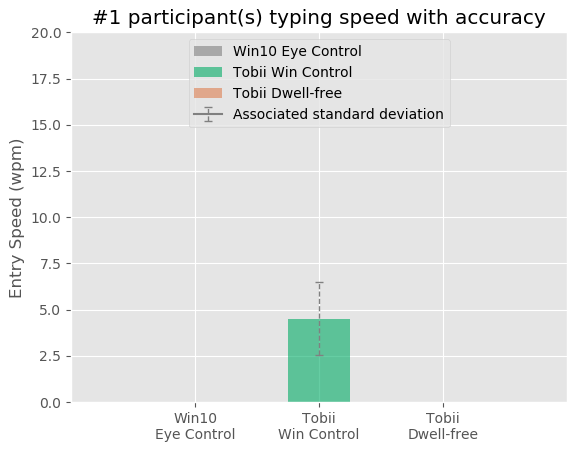 #1 participant(s) typing speed with accuracy
Win10 Eye Control
Tobii Win Control
Tobii Dwell-free
Associated standard deviation
Entry Speed (wpm)
20.0
17.5
15.0
12.5
10.0
7.5
5.0
2.5
0.0
Win10
Eye Control
Tobii
Win Control
Tobii
Dwell-free